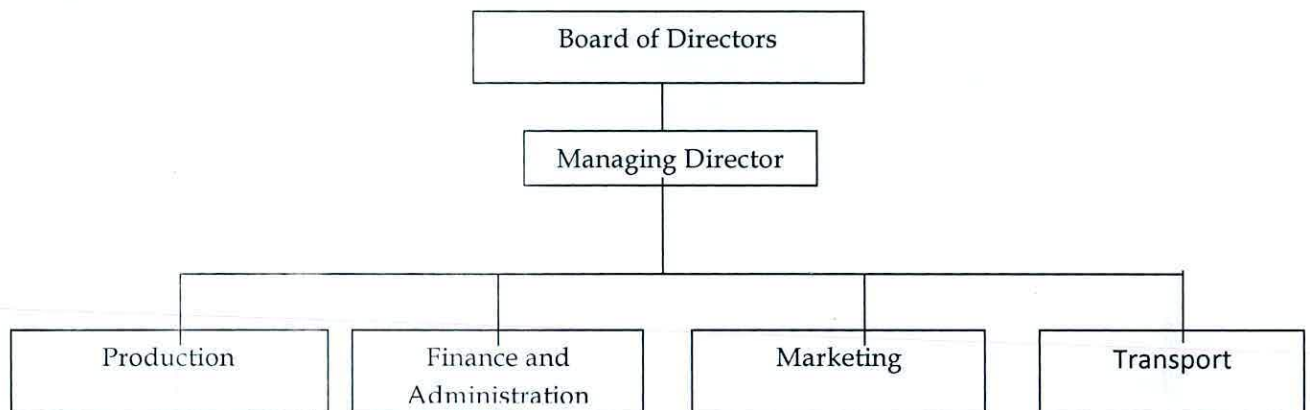 Board of Directors
Managing Director
Production
Finance and
Administration
Marketing
Transport